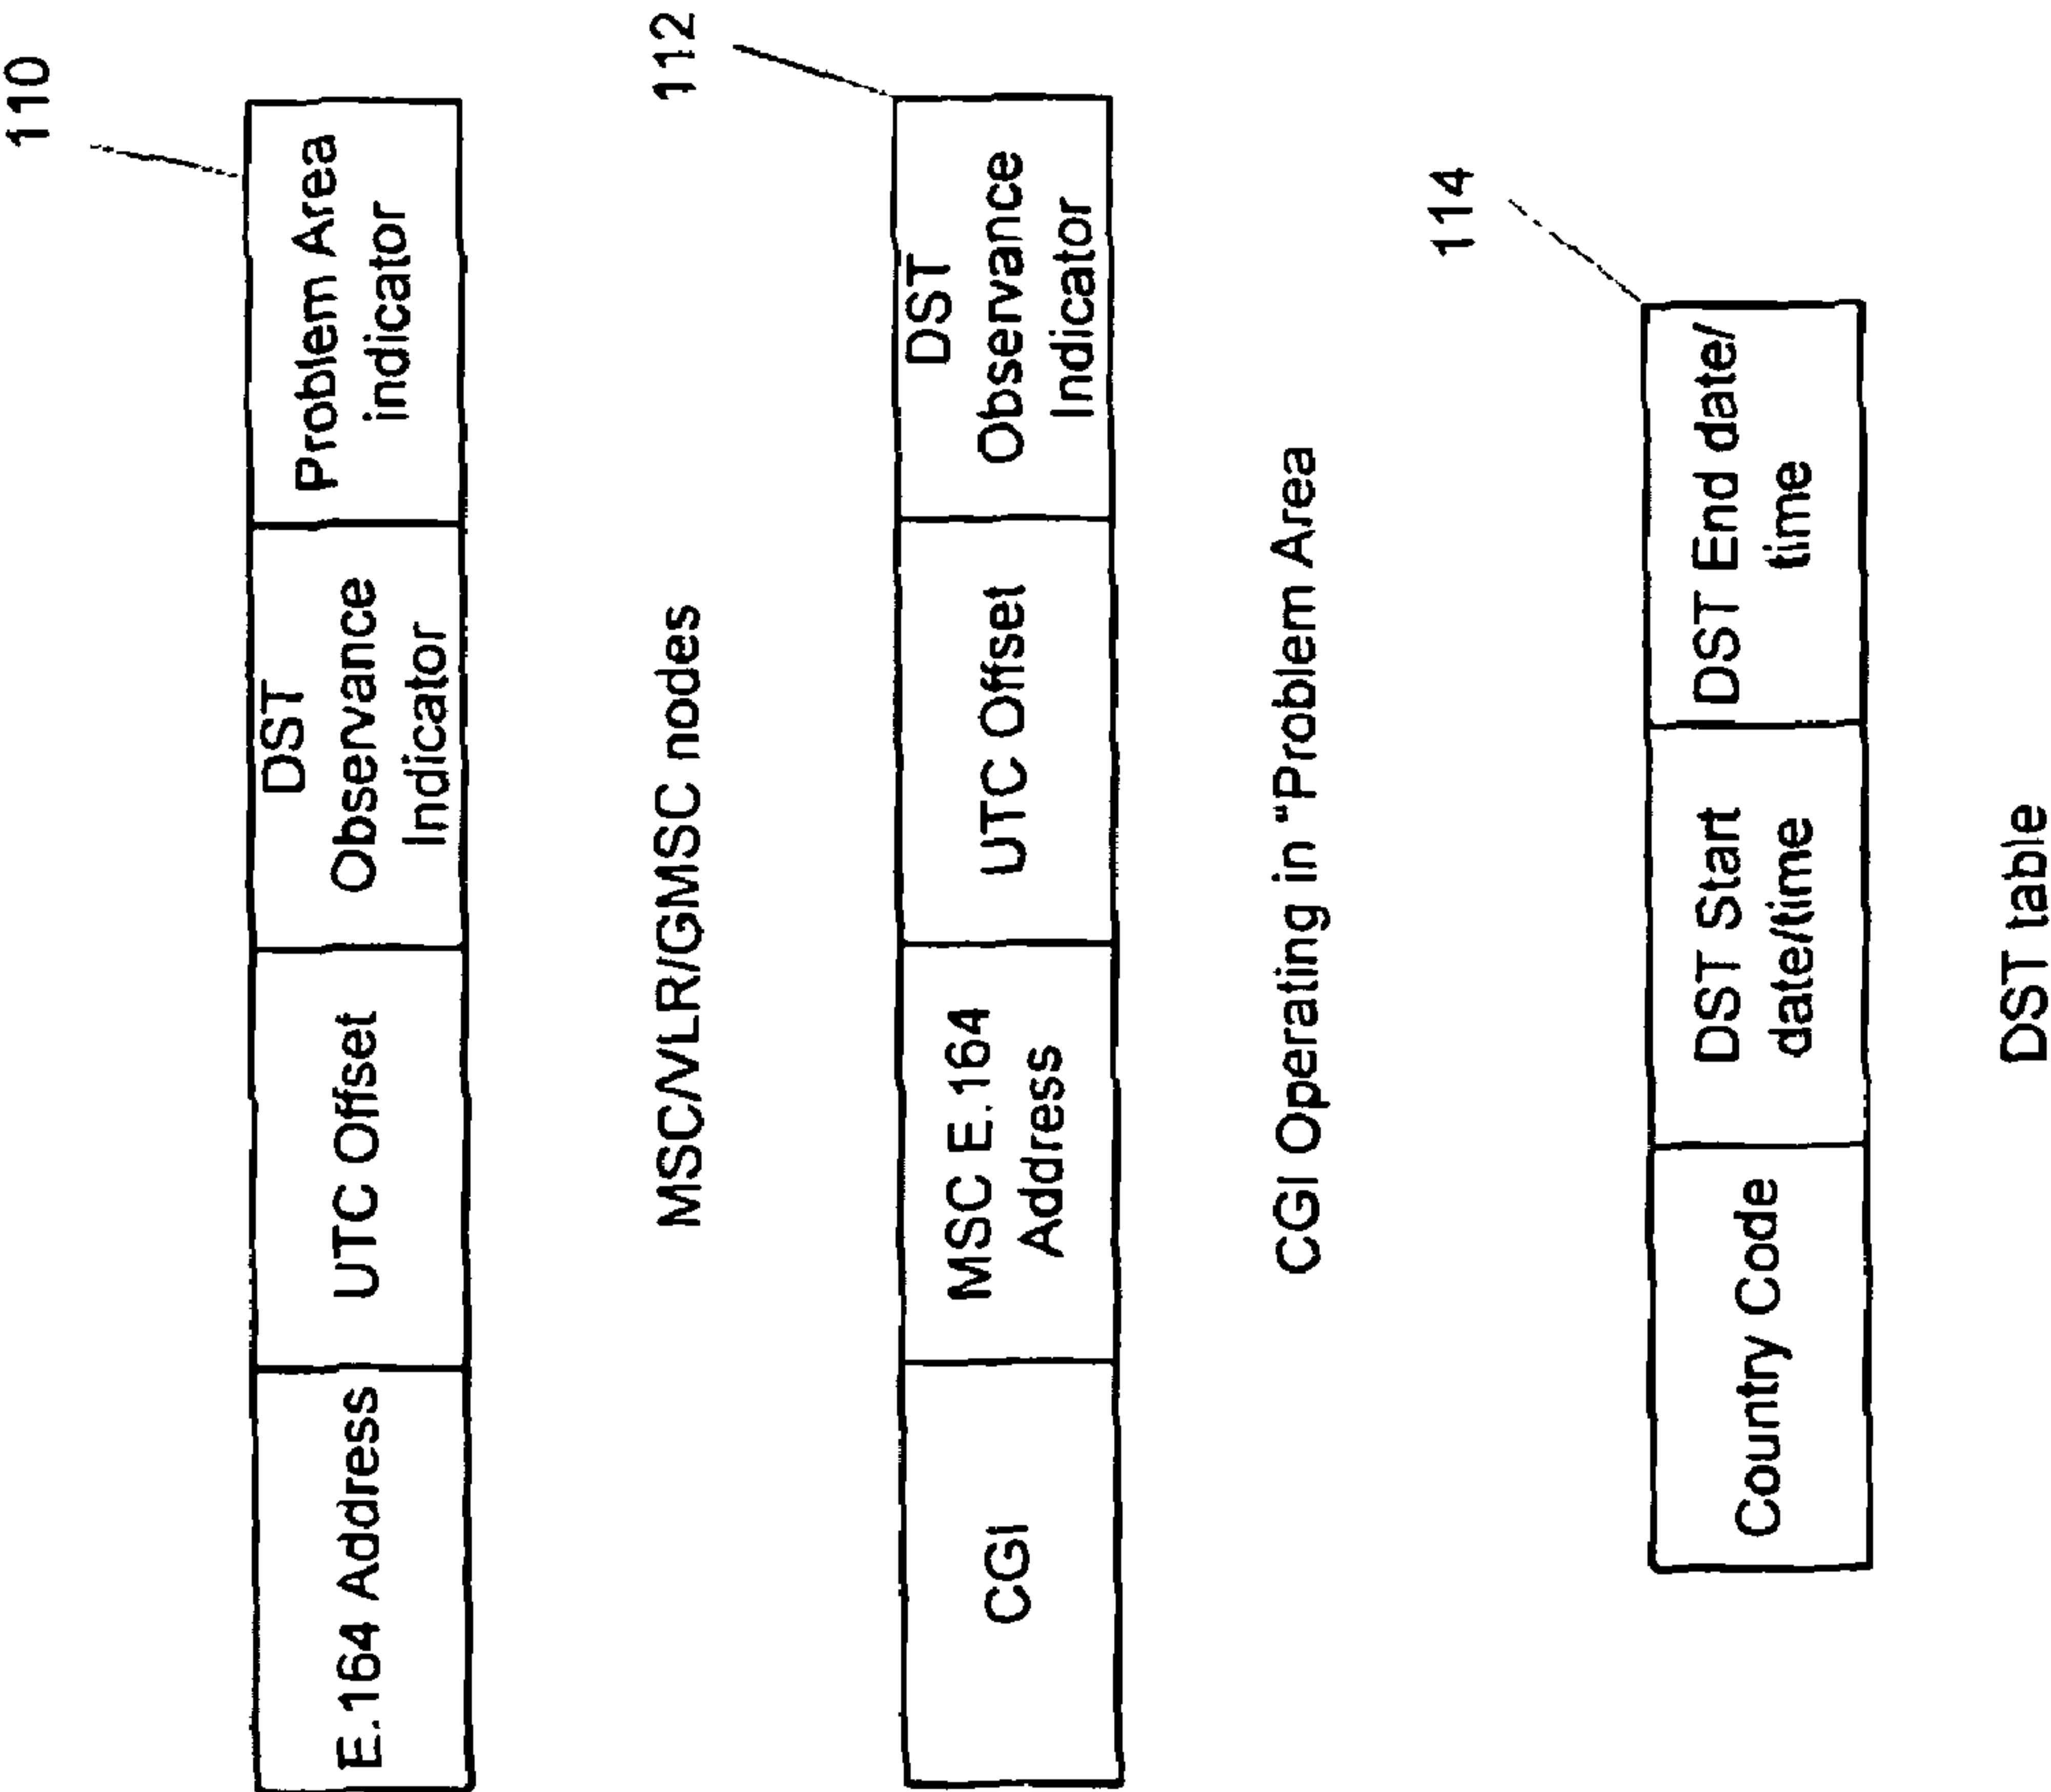 110
E.164 Address
UTC Offset
DST
Observance
Indicator
Problem Area
indicator
MSC/VLR/GMSC nodes
112
CGI
MSC E.164
Address
UTC Offset
DST
Observance
Indicator
CGI Operating in "Problem Area
114
Country Code
DST Start
date/time
DST End date/
time
DST table